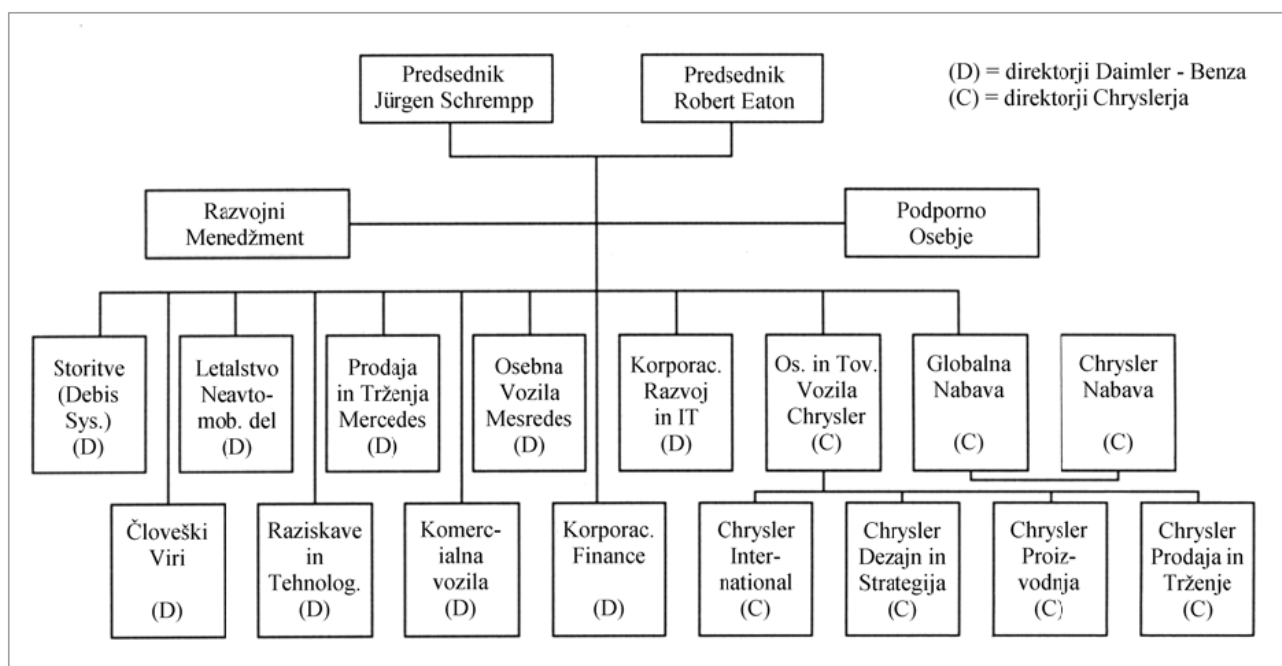 Predsednik
Jürgen Schrempp
Predsednik
Robert Eaton
(D) = direktorji Daimler - Benza
(C) = direktorji Chryslerja
Razvojni
Menedžment
Podporno
Osebje
Storitve
(Debis
Sys.)
(D)
Letalstvo
Neavto-
mob. del
(D)
Prodaja
in Trženja
Mercedes
(D)
Osebna
Vozila
Mesredes
(D)
Korporac.
Razvoj
in IT
(D)
Os. in Tov.
Vozila
Chrysler
(C)
Globalna
Nabava
(C)
Chrysler
Nabava
(C)
Človeški
Viri
(D)
Raziskave
in
Tehnolog.
(D)
Komerc-
ialna
vozila
(D)
Korporac.
Finance
(D)
Chrysler
Inter-
national
(C)
Chrysler
Dezajn in
Strategija
(C)
Chrysler
Proiz-
vodnja
(C)
Chrysler
Prodaja in
Trženje
(C)